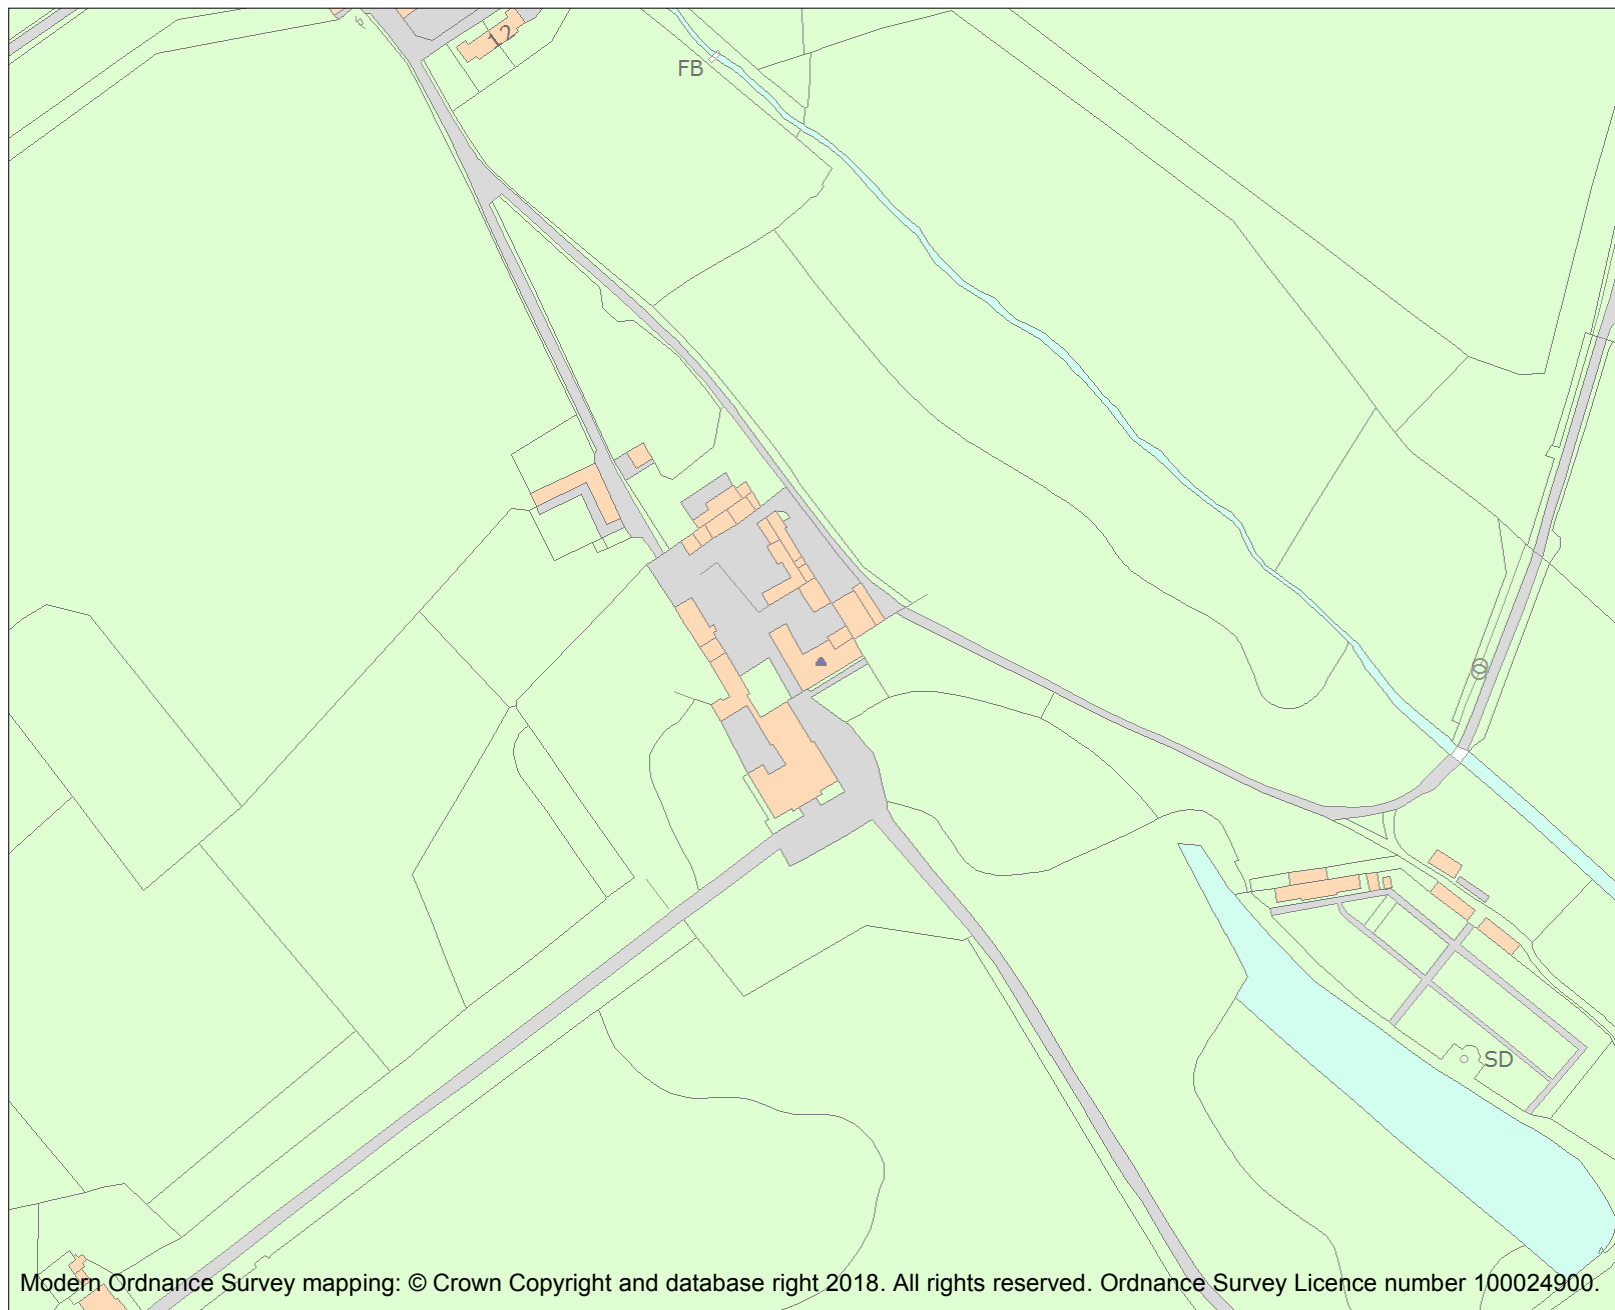 12
FB
SD
Modern Ordnance Survey mapping: © Crown Copyright and database right 2018. All rights reserved. Ordnance Survey Licence number 100024900.